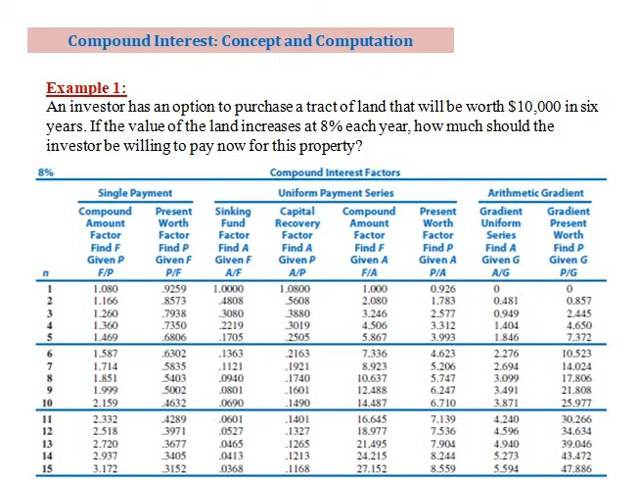 Compound Interest: Concept and Computation
Example 1:
An investor has an option to purchase a tract of land that will be worth $10,000 in six
years. If the value of the land increases at 8% each year, how much should the
investor be willing to pay now for this property?
8% Compound Interest Factors
Single Payment Uniform Payment Series Arithmetic Gradient
Compound Present Sinking Capital Compound Present Gradient Gradient
Amount Worth Fund Recovery Amount Worth Uniform Present
Factor Factor Factor Factor Factor Factor Series Worth
Find F Find P Find A Find A Find F Find P Find A Find P
Given P Given F Given F Given P Given A Given A Given G Given G
n F/P P/F A/F A/P F/A P/A A/G P/G
1 1.080 .9259 1.0000 1.0800 1.000 0.926 0 0
2 1.166 .8573 .4808 .5608 2.080 1.783 0.481 0.857
3 1.260 .7938 .3080 .3880 3.246 2.577 0.949 2.445
4 1.360 .7350 .2219 .3019 4.506 3.312 1.404 4.650
5 1.469 .6806 .1705 .2505 5.867 3.993 1.846 7.372
6 1.587 .6302 .1363 .2163 7.336 4.623 2.276 10.523
7 1.714 .5835 .1121 .1921 8.923 5.206 2.694 14.024
8 1.851 .5403 .0940 .1740 10.637 5.747 3.099 17.806
9 1.999 .5002 .0801 .1601 12.488 6.247 3.491 21.808
10 2.159 .4632 .0690 .1490 14.487 6.710 3.871 25.977
11 2.332 .4289 .0601 .1401 16.645 7.139 4.240 30.266
12 2.518 .3971 .0527 .1327 18.977 7.536 4.596 34.634
13 2.720 .3677 .0465 .1265 21.495 7.904 4.940 39.046
14 2.937 .3405 .0413 .1213 24.215 8.244 5.273 43.472
15 3.172 .3152 .0368 .1168 27.152 8.559 5.594 47.886